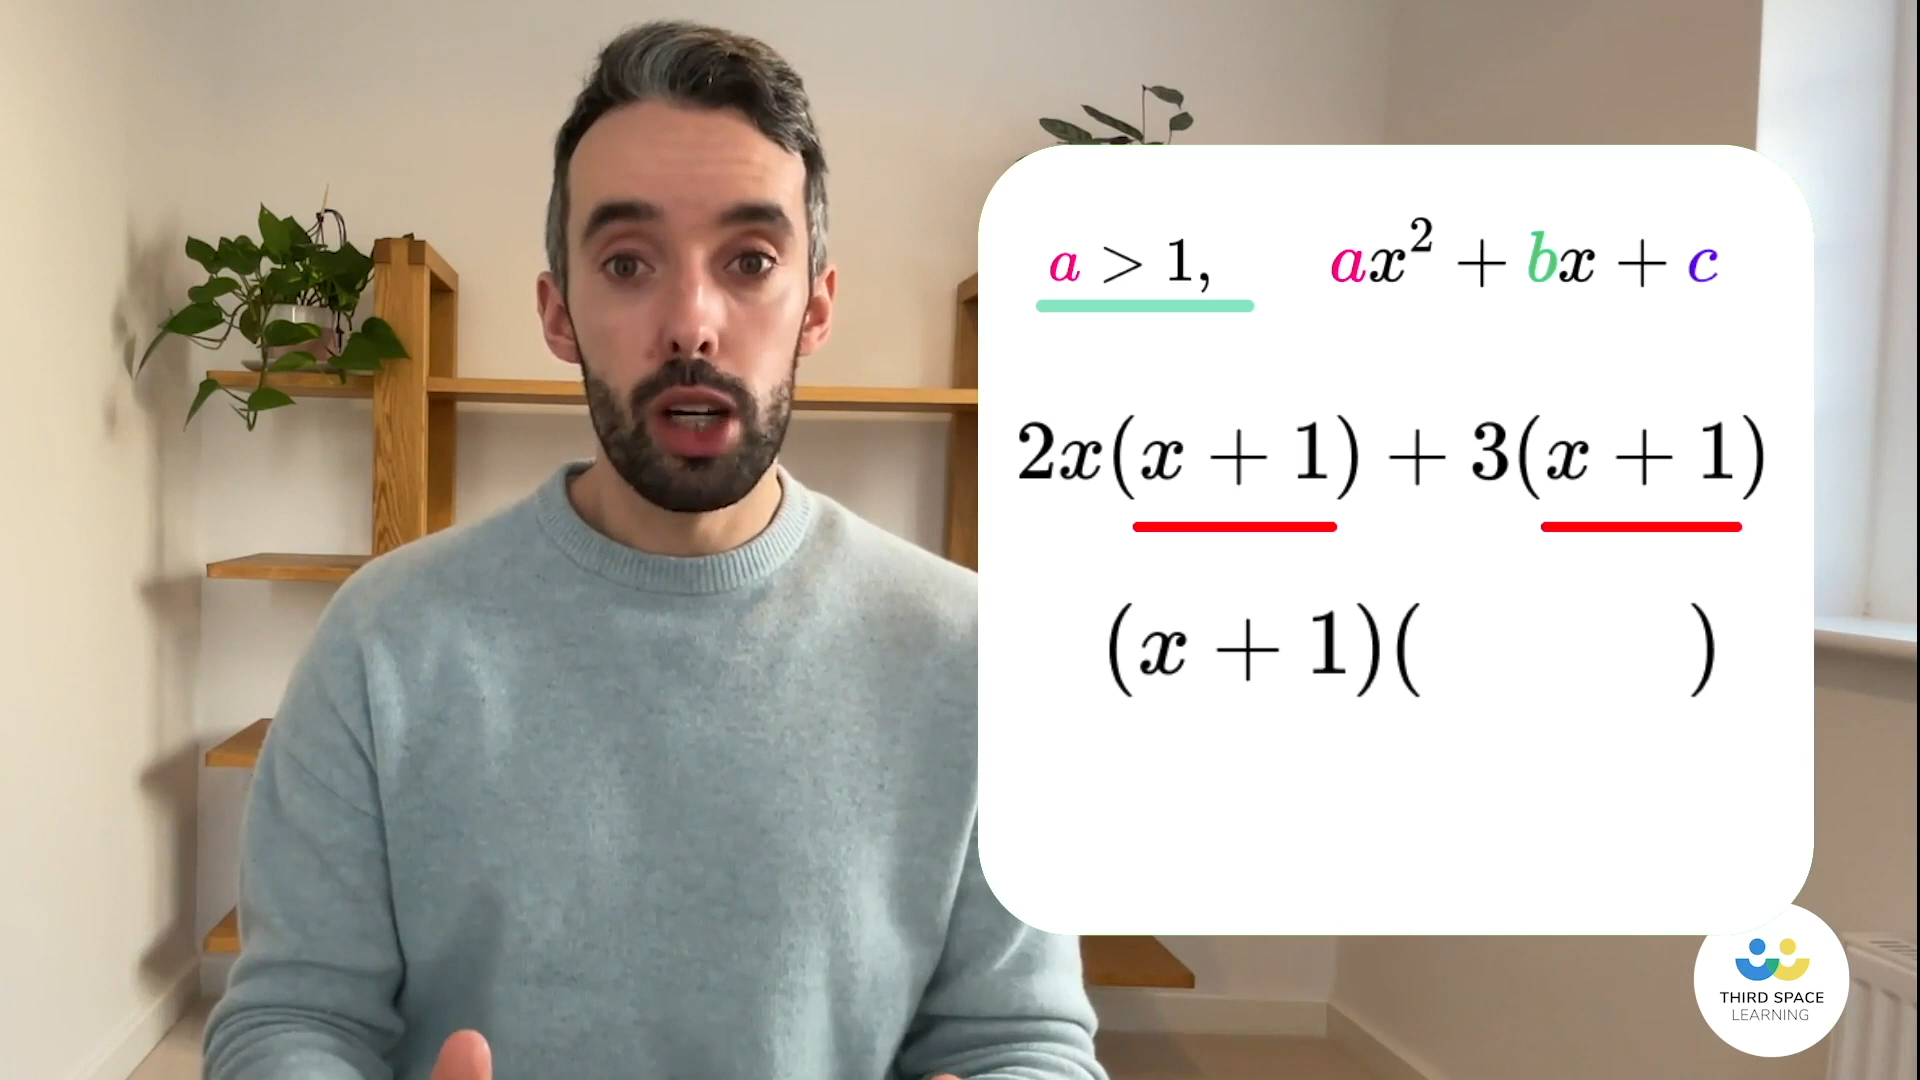 a > 1, ax² + bx + c
2x(x + 1) + 3(x + 1)
(x + 1)( )
THIRD SPACE
LEARNING